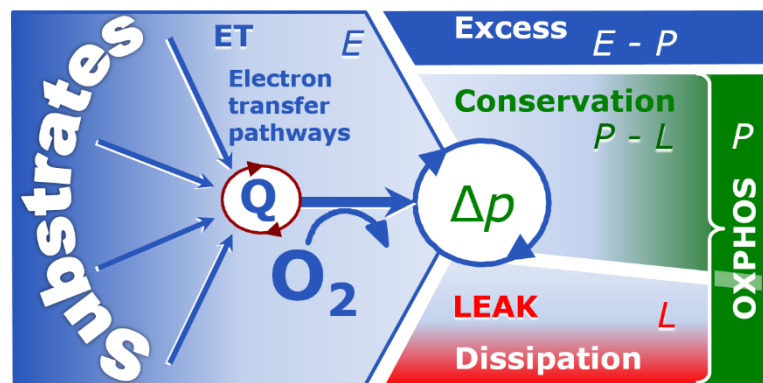 Substrates
ET
E
Electron
transfer
pathways
Q
O2
Δp
Excess
E - P
Conservation
P - L
LEAK
L
Dissipation
P
OXPHOS